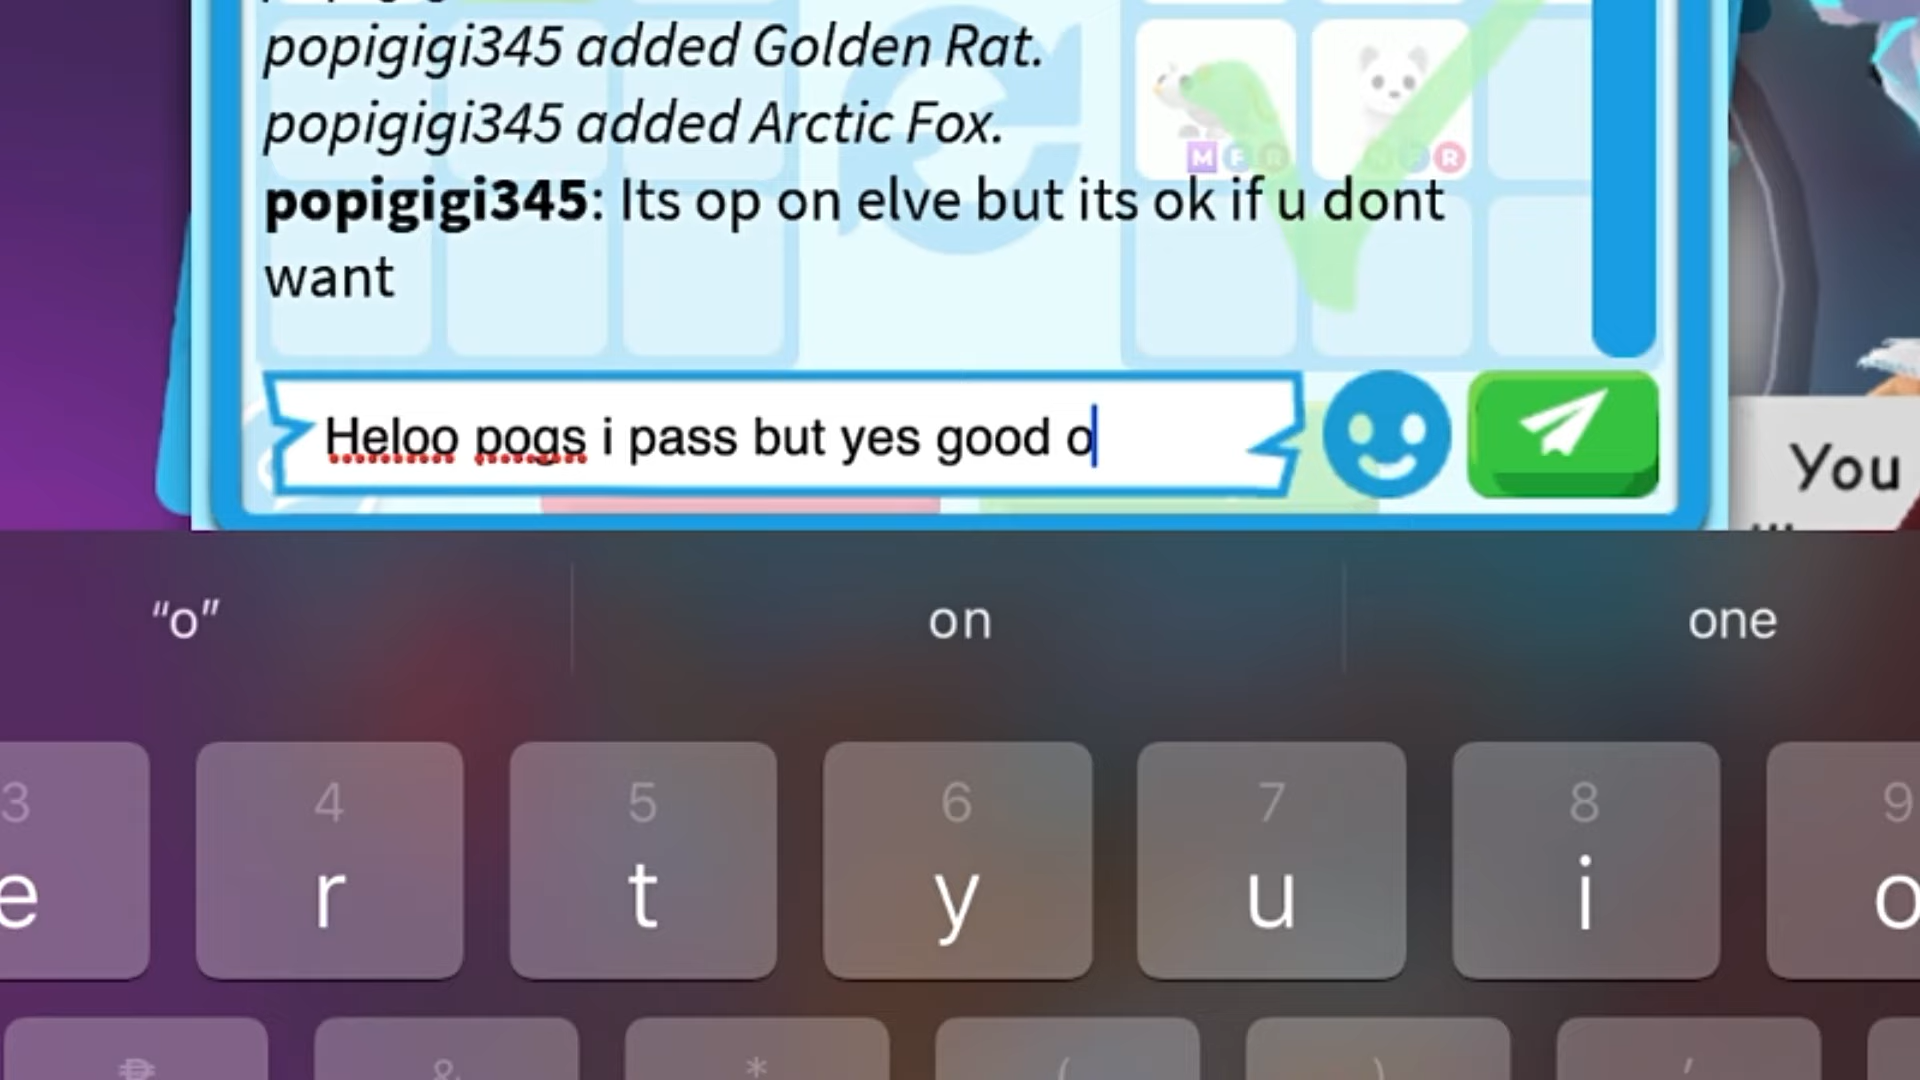 popigigi345 added Golden Rat.
popigigi345 added Arctic Fox.
popigigi345: Its op on elve but its ok if u dont
want
M F R
R
Heloo pogs i pass but yes good o
You
“o” on one
3 4 5 6 7 8 9
e r t y u i o
₱ & * ( ) /